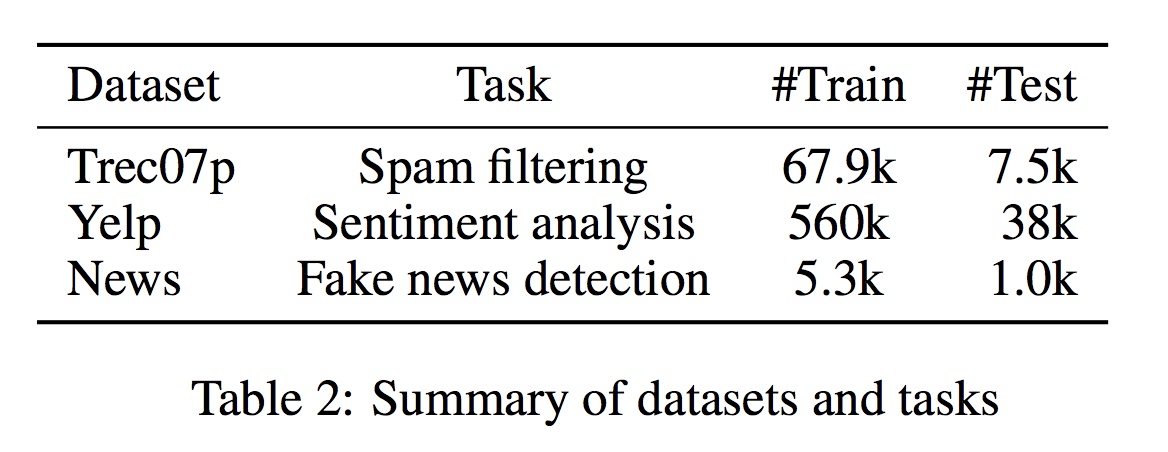 Dataset Task #Train #Test
Trec07p Spam filtering 67.9k 7.5k
Yelp Sentiment analysis 560k 38k
News Fake news detection 5.3k 1.0k
Table 2: Summary of datasets and tasks